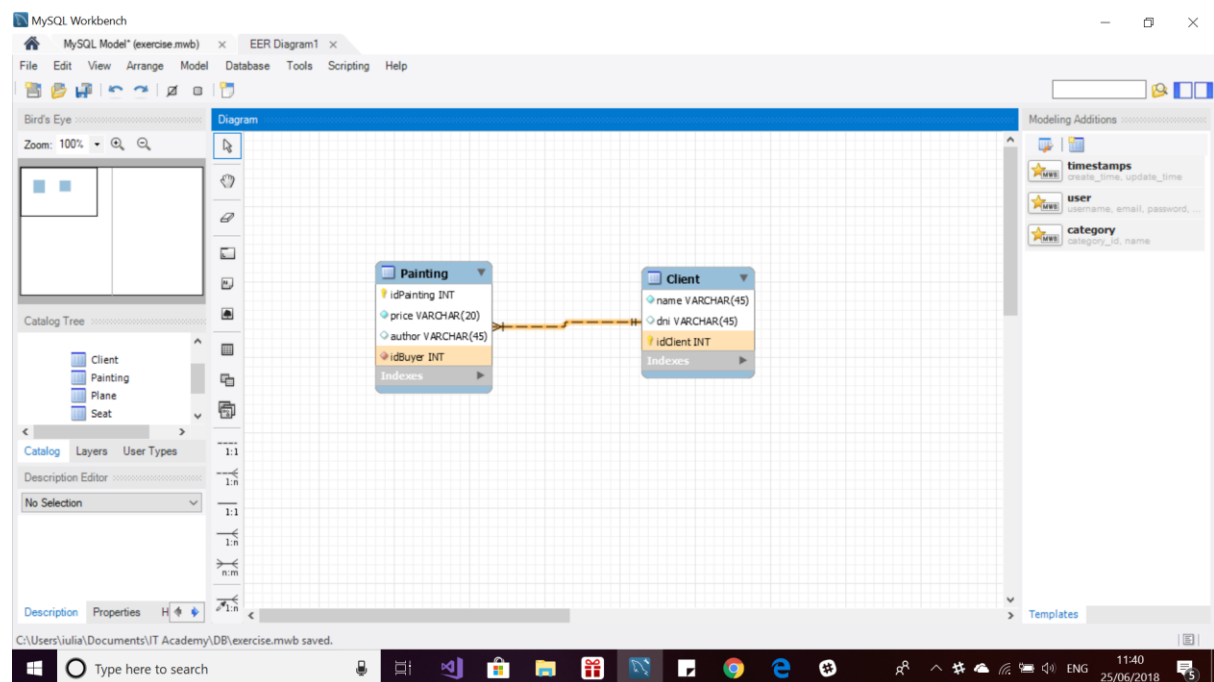 MySQL Workbench
MySQL Model* (exercise.mwb) × EER Diagram1 ×
File Edit View Arrange Model Database Tools Scripting Help
Bird's Eye
Zoom: 100%
Catalog Tree
Client
Painting
Plane
Seat
Catalog Layers User Types
Description Editor
No Selection
Description Properties H
Diagram
1:1
1:n
1:1
1:n
n:m
1:n
Painting
idPainting INT
price VARCHAR(20)
author VARCHAR(45)
idBuyer INT
Indexes
Client
name VARCHAR(45)
dni VARCHAR(45)
idClient INT
Indexes
Modeling Additions
timestamps
create_time, update_time
user
username, email, password, ...
category
category_id, name
Templates
C:\Users\iulia\Documents\IT Academy\DB\exercise.mwb saved.
Type here to search
ENG
11:40
25/06/2018
5